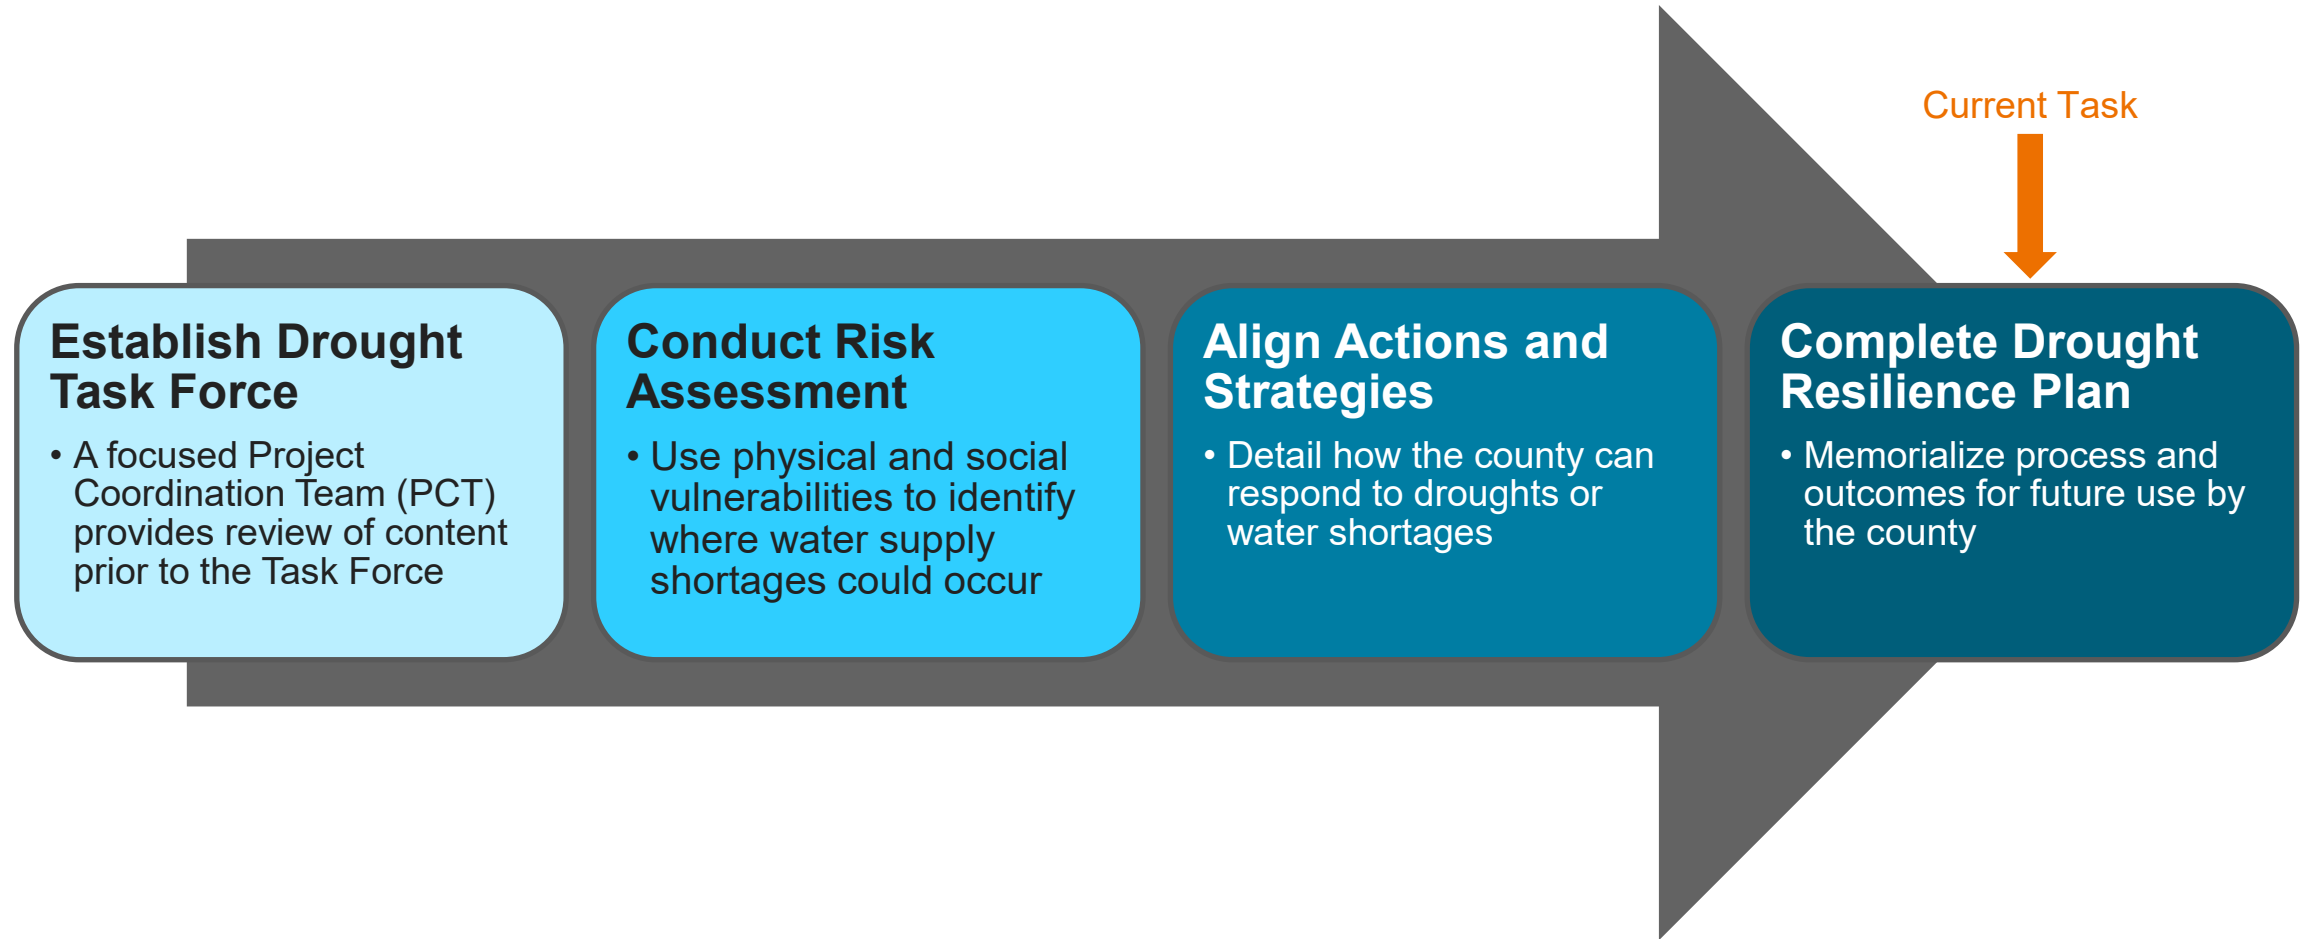 Current Task
Establish Drought
Task Force
• A focused Project
Coordination Team (PCT)
provides review of content
prior to the Task Force
Conduct Risk
Assessment
• Use physical and social
vulnerabilities to identify
where water supply
shortages could occur
Align Actions and
Strategies
• Detail how the county can
respond to droughts or
water shortages
Complete Drought
Resilience Plan
• Memorialize process and
outcomes for future use by
the county